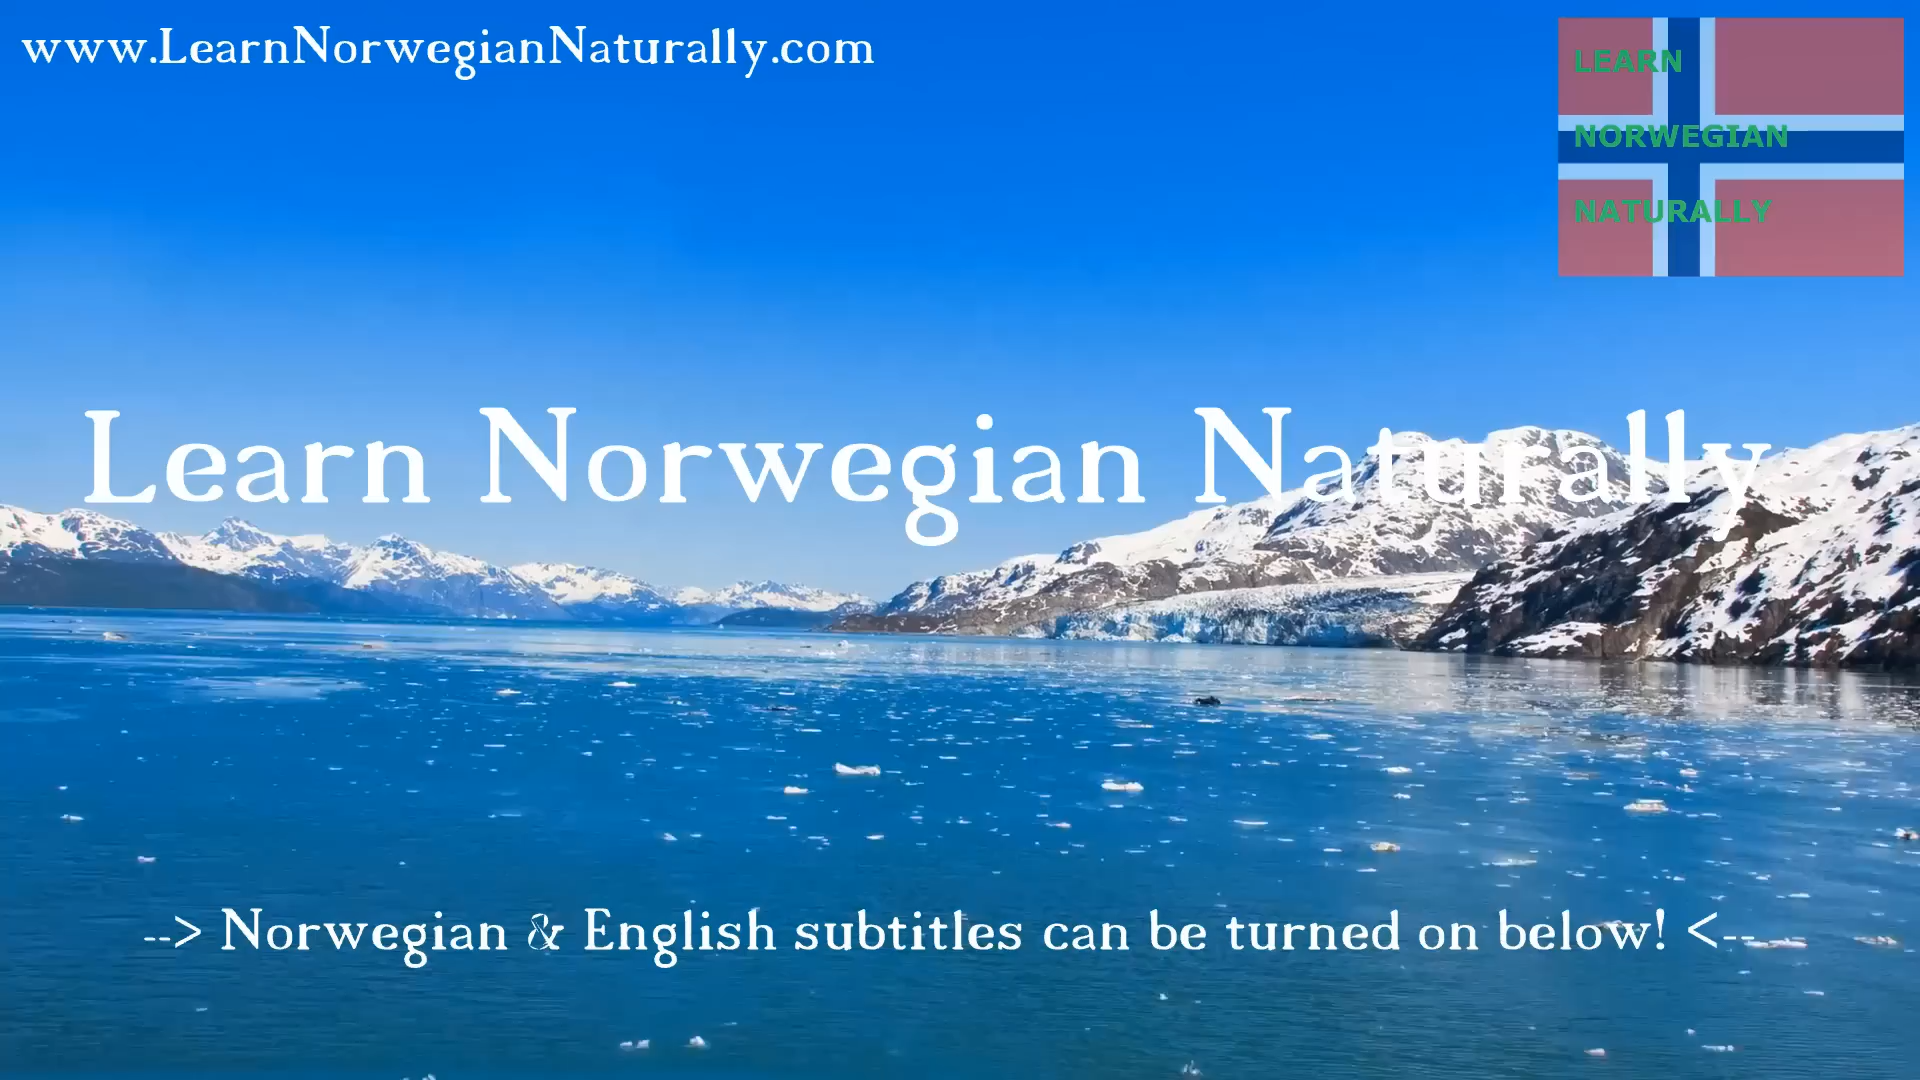 www.LearnNorwegianNaturally.com
LEARN
NORWEGIAN
NATURALLY
Learn Norwegian Naturally
--> Norwegian & English subtitles can be turned on below! <--